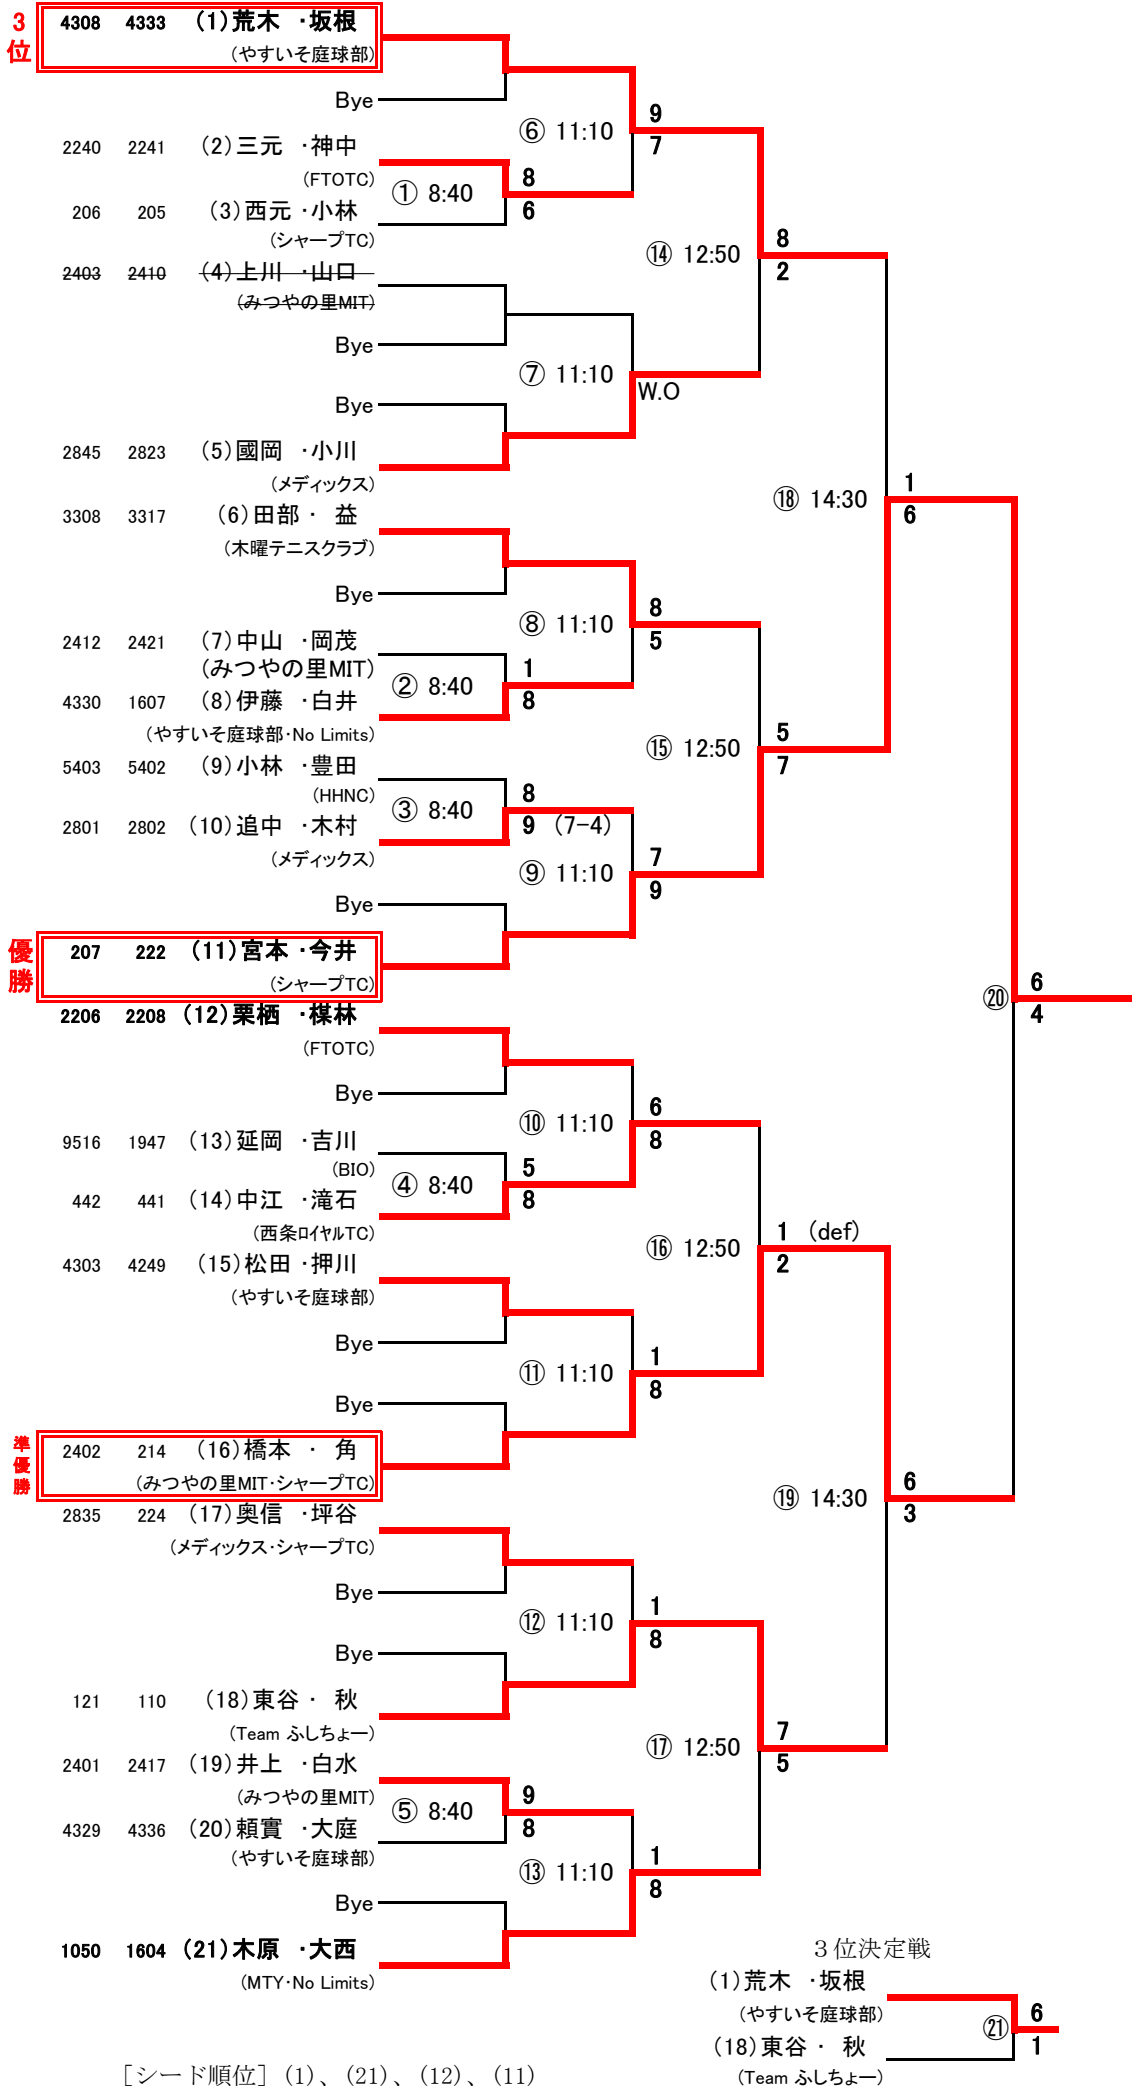 3位
4308 4333 (1)荒木 ・坂根
(やすいそ庭球部)
Bye
⑥ 11:10
9
7
2240 2241 (2)三元 ・神中
(FTOTC)
① 8:40
8
6
206 205 (3)西元 ・小林
(シャープTC)
⑭ 12:50
8
2
2403 2410 (4)上川 ・山口
(みつやの里MIT)
Bye
⑦ 11:10
W.O
Bye
2845 2823 (5)國岡 ・小川
(メディックス)
⑱ 14:30
1
6
3308 3317 (6)田部 ・ 益
(木曜テニスクラブ)
Bye
⑧ 11:10
8
5
2412 2421 (7)中山 ・岡茂
(みつやの里MIT)
② 8:40
1
8
4330 1607 (8)伊藤 ・白井
(やすいそ庭球部・No Limits)
⑮ 12:50
5
7
5403 5402 (9)小林 ・豊田
(HHNC)
③ 8:40
8
9 (7-4)
2801 2802 (10)追中 ・木村
(メディックス)
⑨ 11:10
7
9
Bye
優勝
207 222 (11)宮本 ・今井
(シャープTC)
⑳
6
4
2206 2208 (12)栗栖 ・楳林
(FTOTC)
Bye
⑩ 11:10
6
8
9516 1947 (13)延岡 ・吉川
(BIO)
④ 8:40
5
8
442 441 (14)中江 ・滝石
(西条ロイヤルTC)
⑯ 12:50
1 (def)
2
4303 4249 (15)松田 ・押川
(やすいそ庭球部)
Bye
⑪ 11:10
1
8
Bye
準優勝
2402 214 (16)橋本 ・ 角
(みつやの里MIT・シャープTC)
⑲ 14:30
6
3
2835 224 (17)奥信 ・坪谷
(メディックス・シャープTC)
Bye
⑫ 11:10
1
8
Bye
121 110 (18)東谷 ・ 秋
(Team ふしちょー)
⑰ 12:50
7
5
2401 2417 (19)井上 ・白水
(みつやの里MIT)
⑤ 8:40
9
8
4329 4336 (20)頼實 ・大庭
(やすいそ庭球部)
⑬ 11:10
1
8
Bye
1050 1604 (21)木原 ・大西
(MTY・No Limits)
3位決定戦
(1)荒木 ・坂根
(やすいそ庭球部)
㉑
6
1
(18)東谷 ・ 秋
(Team ふしちょー)
[シード順位] (1)、(21)、(12)、(11)